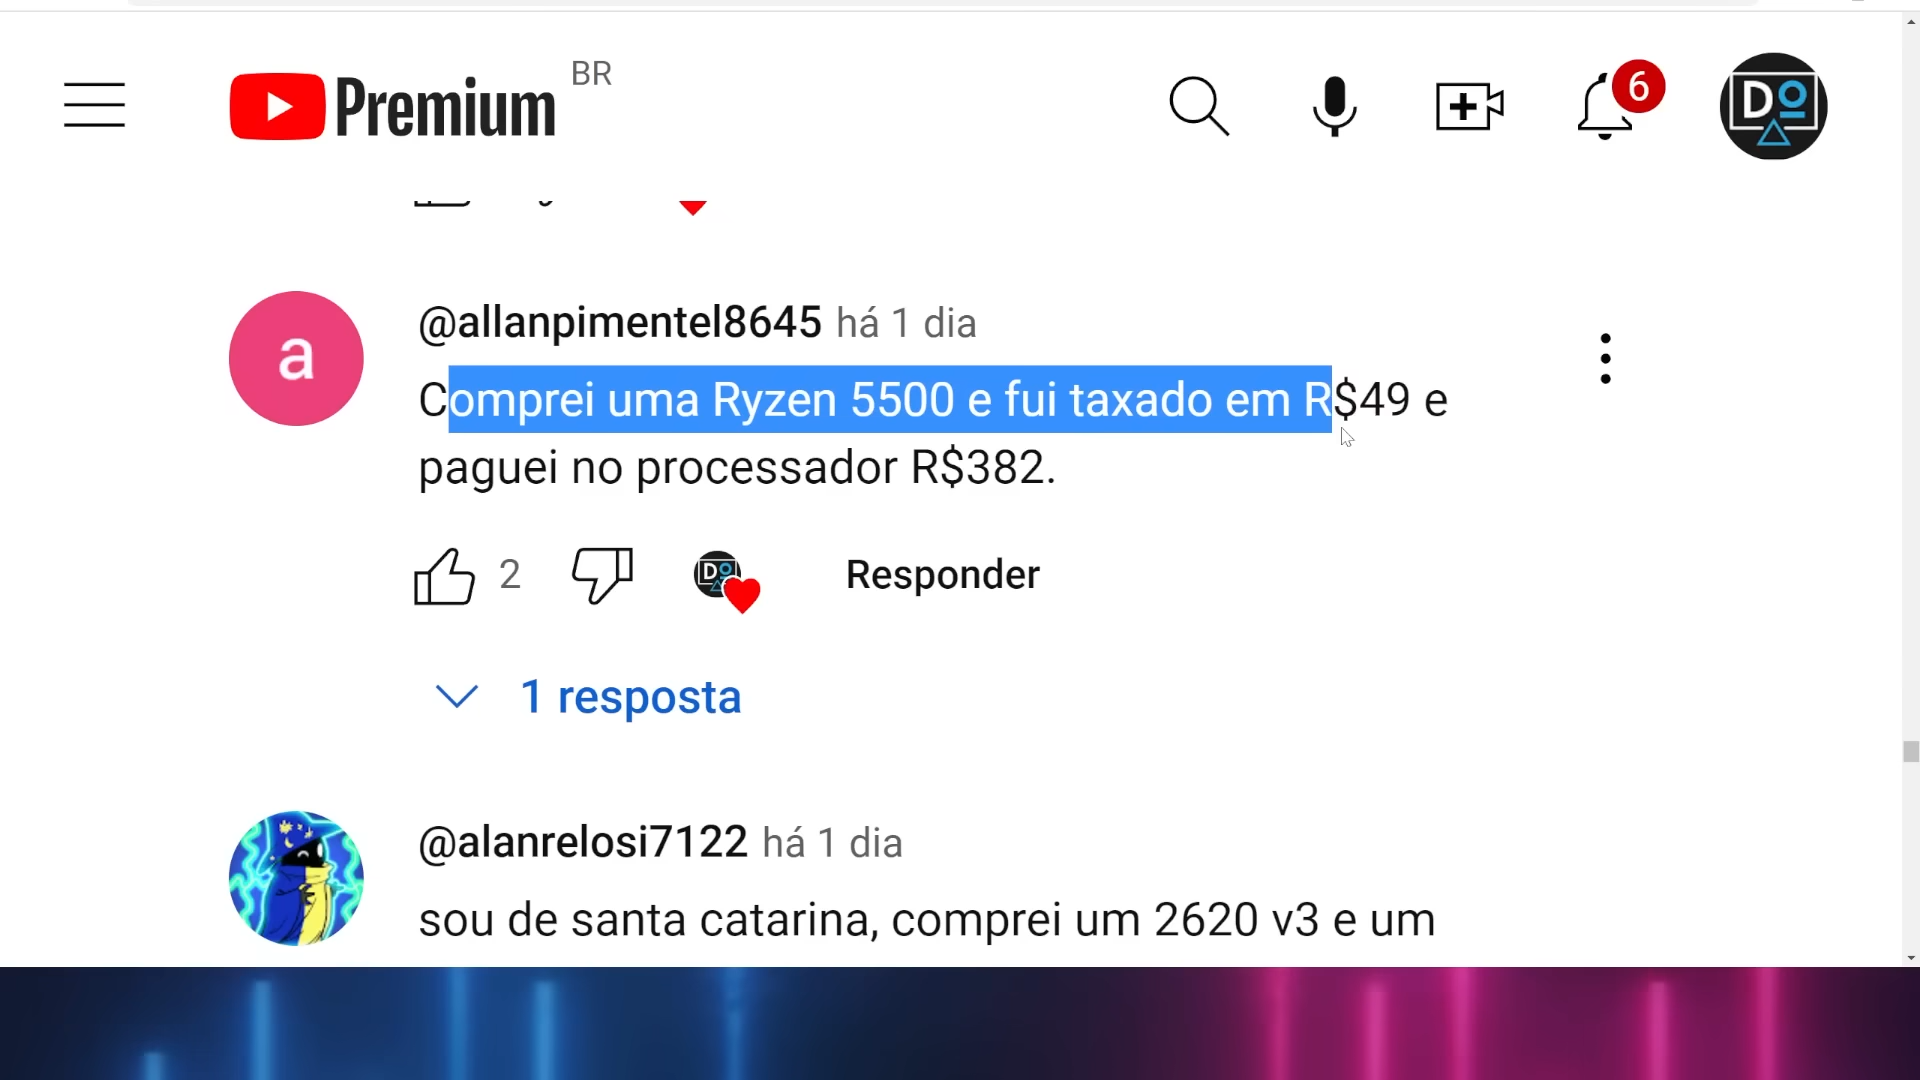 Premium BR
6
DO
@allanpimentel8645 há 1 dia
Comprei uma Ryzen 5500 e fui taxado em R$49 e
paguei no processador R$382.
2
Responder
1 resposta
@alanrelosi7122 há 1 dia
sou de santa catarina, comprei um 2620 v3 e um